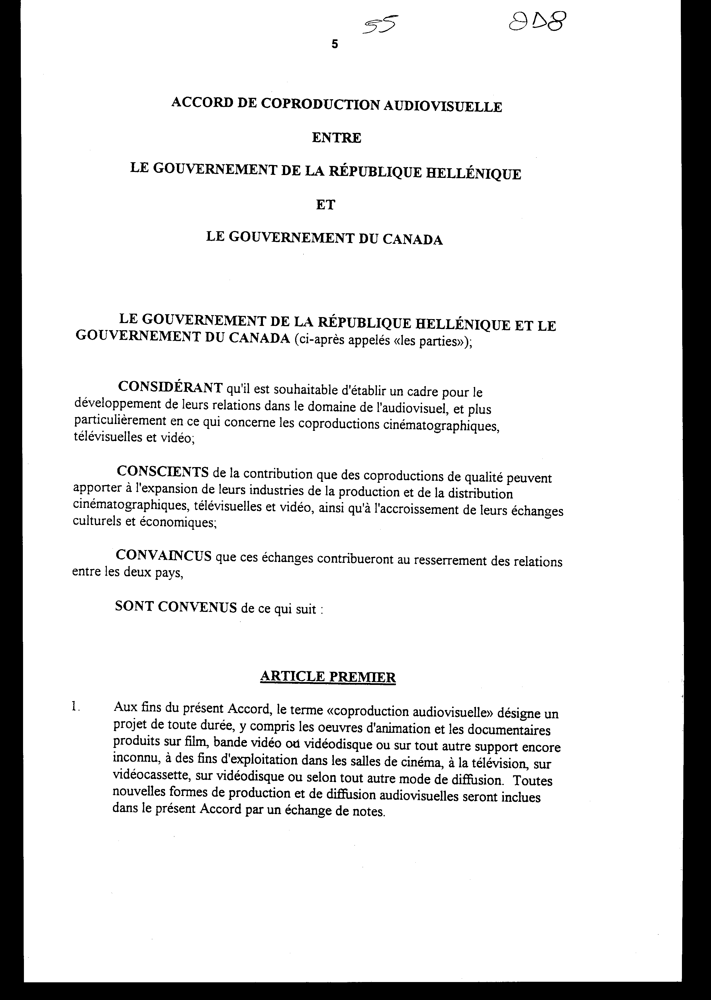 55
5
ACCORD DE COPRODUCTION AUDIOVISUELLE
ENTRE
LE GOUVERNEMENT DE LA RÉPUBLIQUE HELLÉNIQUE
ET
LE GOUVERNEMENT DU CANADA
LE GOUVERNEMENT DE LA RÉPUBLIQUE HELLÉNIQUE ET LE
GOUVERNEMENT DU CANADA (ci-après appelés «les parties»);
CONSIDÉRANT qu'il est souhaitable d'établir un cadre pour le
développement de leurs relations dans le domaine de l'audiovisuel, et plus
particulièrement en ce qui concerne les coproductions cinématographiques,
télévisuelles et vidéo;
CONSCIENTS de la contribution que des coproductions de qualité peuvent
apporter à l'expansion de leurs industries de la production et de la distribution
cinématographiques, télévisuelles et vidéo, ainsi qu'à l'accroissement de leurs échanges
culturels et économiques;
CONVAINCUS que ces échanges contribueront au resserrement des relations
entre les deux pays,
SONT CONVENUS de ce qui suit :
ARTICLE PREMIER
1. Aux fins du présent Accord, le terme «coproduction audiovisuelle» désigne un
projet de toute durée, y compris les oeuvres d'animation et les documentaires
produits sur film, bande vidéo ou vidéodisque ou sur tout autre support encore
inconnu, à des fins d'exploitation dans les salles de cinéma, à la télévision, sur
vidéocassette, sur vidéodisque ou selon tout autre mode de diffusion. Toutes
nouvelles formes de production et de diffusion audiovisuelles seront inclues
dans le présent Accord par un échange de notes.